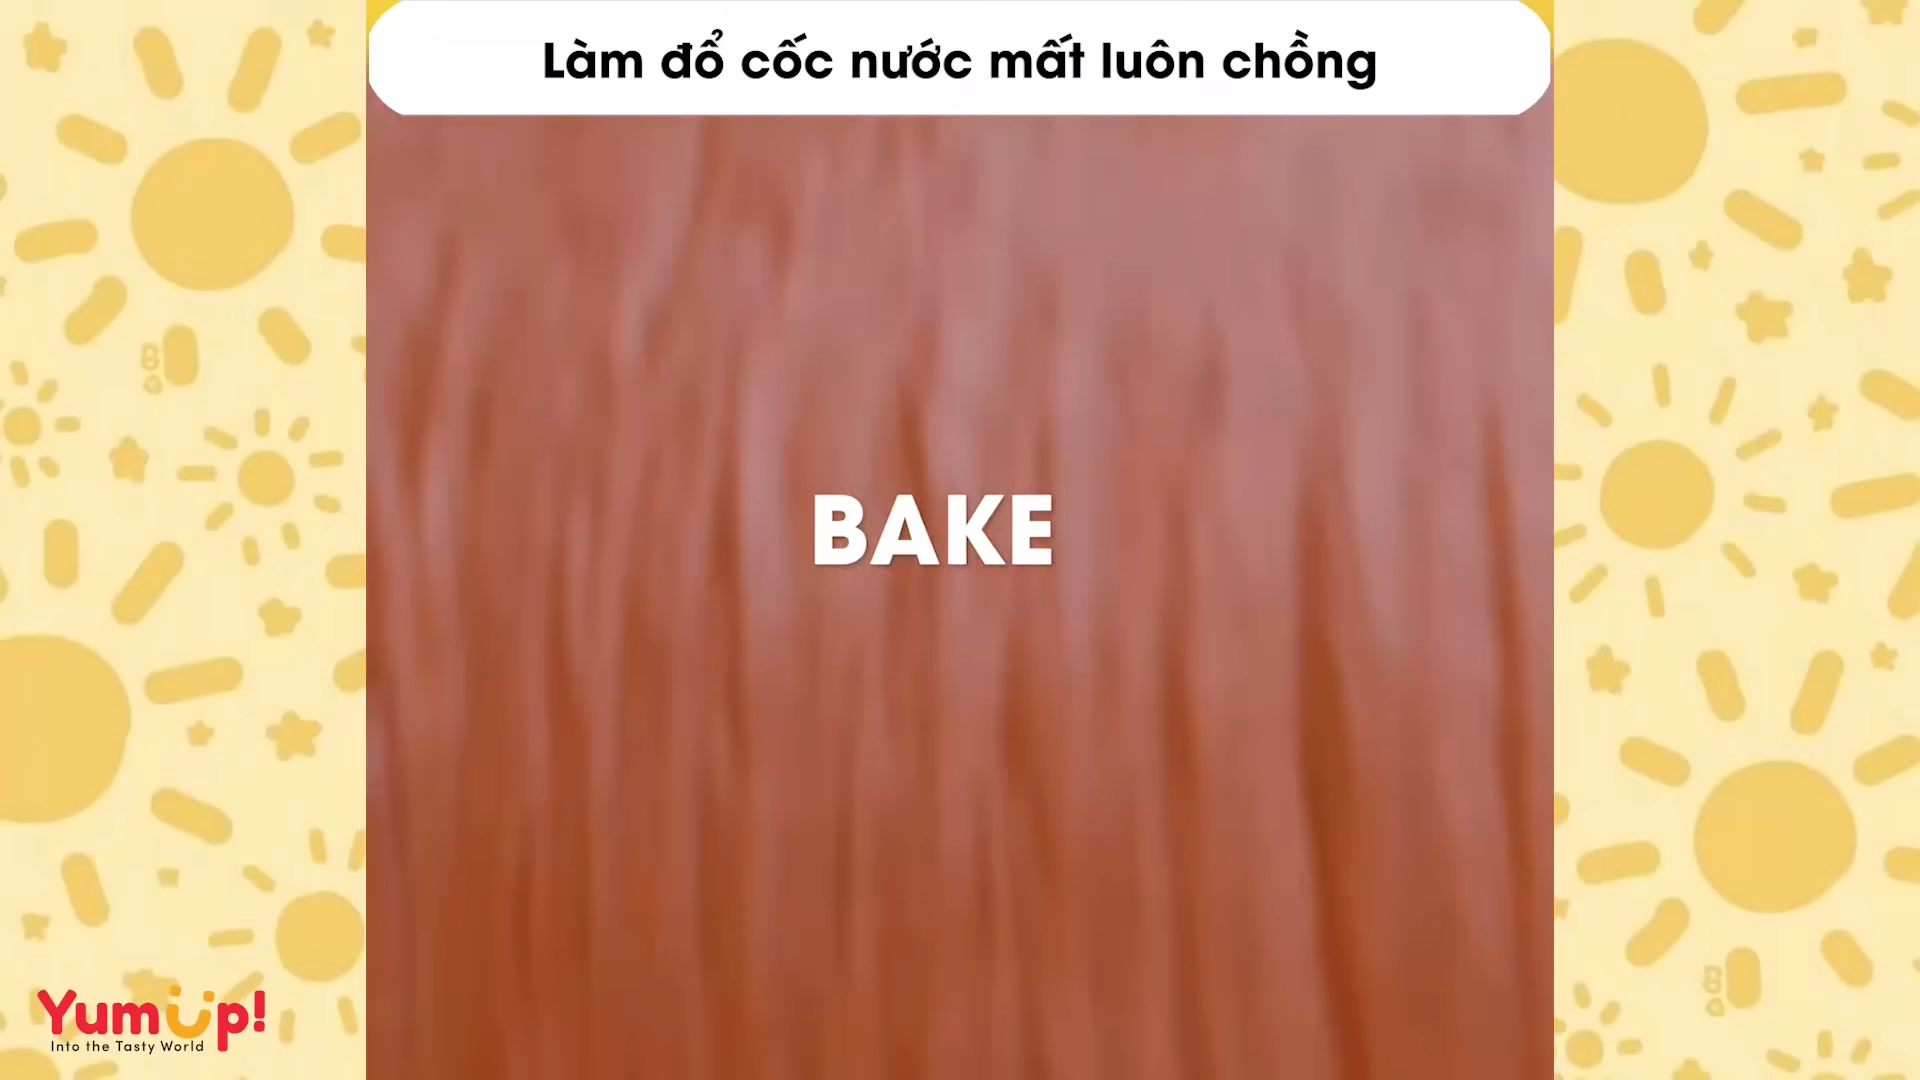 Làm đổ cốc nước mất luôn chồng
BAKE
YumUp!
Into the Tasty World